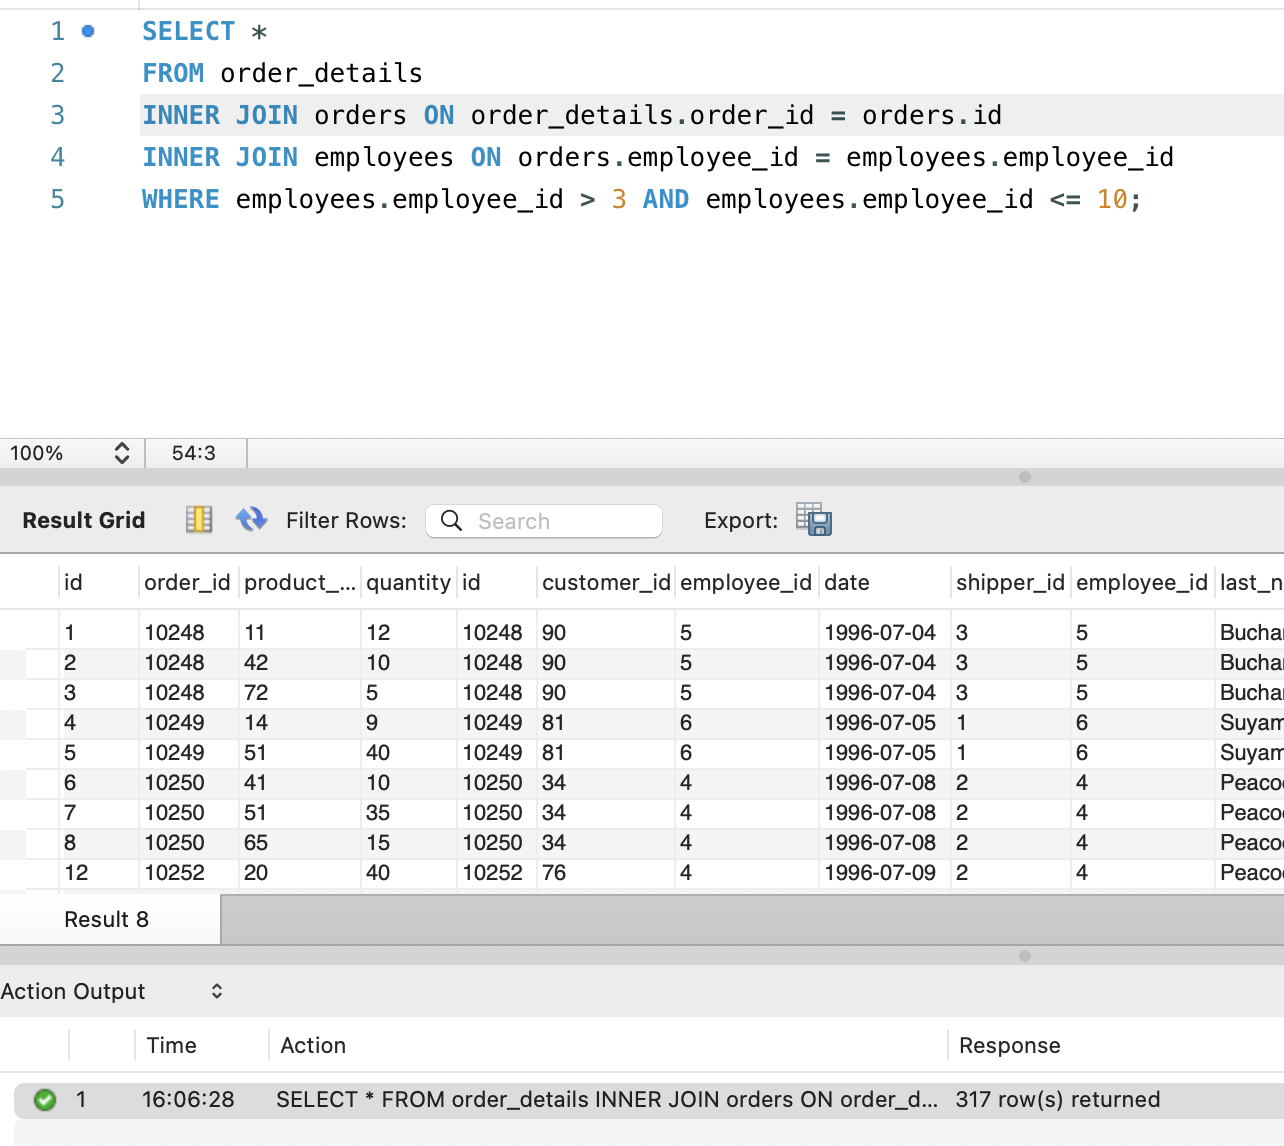 1 SELECT *
2 FROM order_details
3 INNER JOIN orders ON order_details.order_id = orders.id
4 INNER JOIN employees ON orders.employee_id = employees.employee_id
5 WHERE employees.employee_id > 3 AND employees.employee_id <= 10;
100% 54:3
Result Grid Filter Rows: Search Export:
id order_id product_... quantity id customer_id employee_id date shipper_id employee_id last_n
1 10248 11 12 10248 90 5 1996-07-04 3 5 Bucha
2 10248 42 10 10248 90 5 1996-07-04 3 5 Bucha
3 10248 72 5 10248 90 5 1996-07-04 3 5 Bucha
4 10249 14 9 10249 81 6 1996-07-05 1 6 Suyam
5 10249 51 40 10249 81 6 1996-07-05 1 6 Suyam
6 10250 41 10 10250 34 4 1996-07-08 2 4 Peaco
7 10250 51 35 10250 34 4 1996-07-08 2 4 Peaco
8 10250 65 15 10250 34 4 1996-07-08 2 4 Peaco
12 10252 20 40 10252 76 4 1996-07-09 2 4 Peaco
Result 8
Action Output
Time Action Response
1 16:06:28 SELECT * FROM order_details INNER JOIN orders ON order_d... 317 row(s) returned